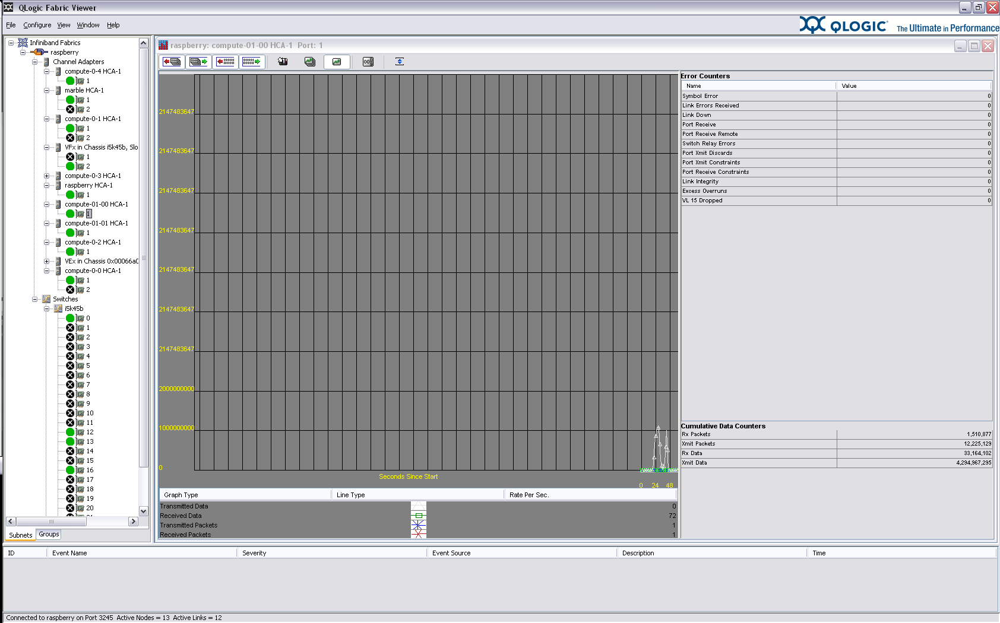 QLogic Fabric Viewer
File Configure View Window Help
QLOGIC The Ultimate in Performance
Infiniband Fabrics
raspberry
Channel Adapters
compute-0-4 HCA-1
1
marble HCA-1
1
2
compute-0-1 HCA-1
1
2
VFx in Chassis i5k45b, Slo
1
2
compute-0-3 HCA-1
raspberry HCA-1
1
compute-01-00 HCA-1
1
compute-01-01 HCA-1
1
compute-0-2 HCA-1
1
VEx in Chassis 0x00066a0
compute-0-0 HCA-1
1
2
Switches
i5k45b
0
1
2
3
4
5
6
7
8
9
10
11
12
13
14
15
16
17
18
19
20
Subnets Groups
raspberry: compute-01-00 HCA-1 Port: 1
2147483647
2147483647
2147483647
2147483647
2147483647
2147483647
2147483647
2000000000
1000000000
0
Seconds Since Start
0 24 48
Graph Type Line Type Rate Per Sec.
Transmitted Data 0
Received Data 72
Transmitted Packets 1
Received Packets 1
Error Counters
Name Value
Symbol Error 0
Link Errors Received 0
Link Down 0
Port Receive 0
Port Receive Remote 0
Switch Relay Errors 0
Port Xmit Discards 0
Port Xmit Constraints 0
Port Receive Constraints 0
Link Integrity 0
Excess Overruns 0
VL 15 Dropped 0
Cumulative Data Counters
Rx Packets 1,510,877
Xmit Packets 12,225,129
Rx Data 33,164,102
Xmit Data 4,294,967,295
ID Event Name Severity Event Source Description Time
Connected to raspberry on Port 3245 Active Nodes = 13 Active Links = 12